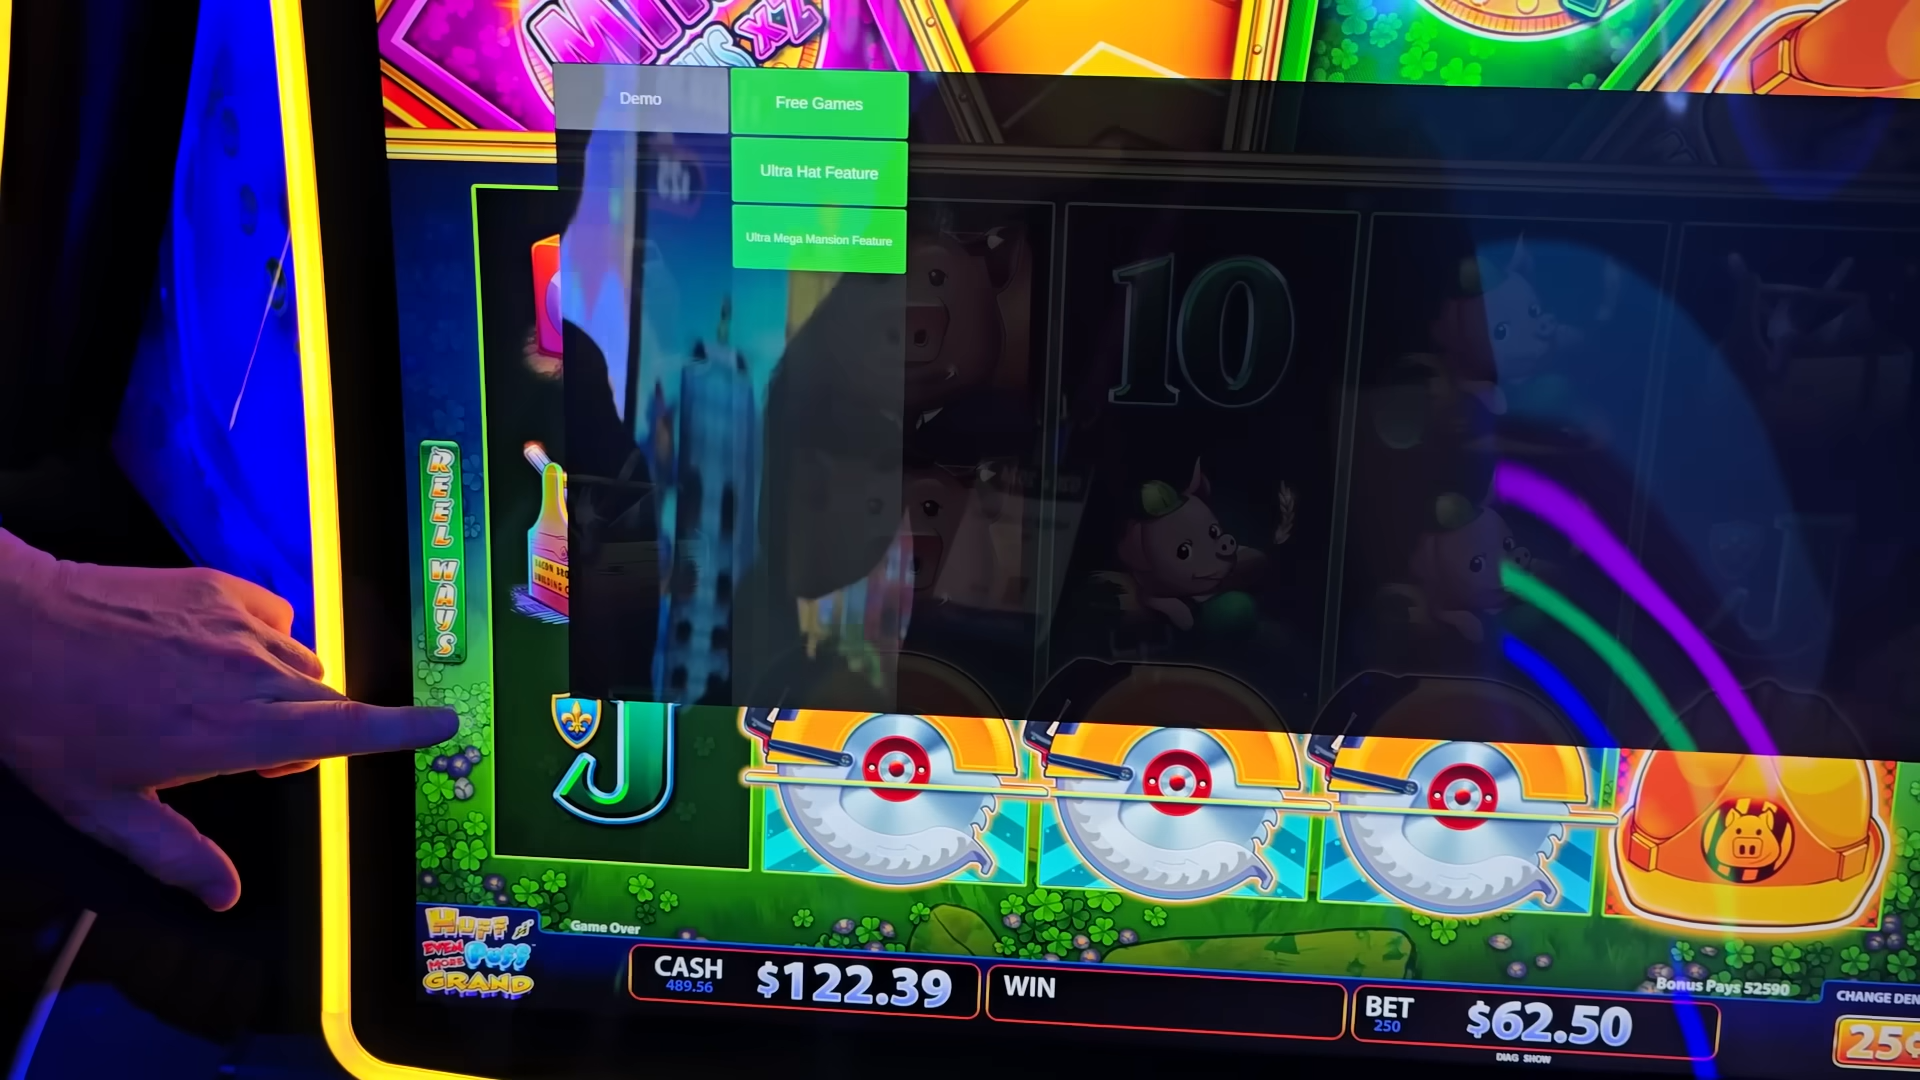 x2
Demo
Free Games
Ultra Hat Feature
Ultra Mega Mansion Feature
10
REEL WAYS
J
Game Over
HUFF N
EVEN MORE PUFF
GRAND
CASH
489.56
$122.39
WIN
Bonus Pays 52590
BET
250
$62.50
DIAG SHOW
CHANGE DEN
25¢